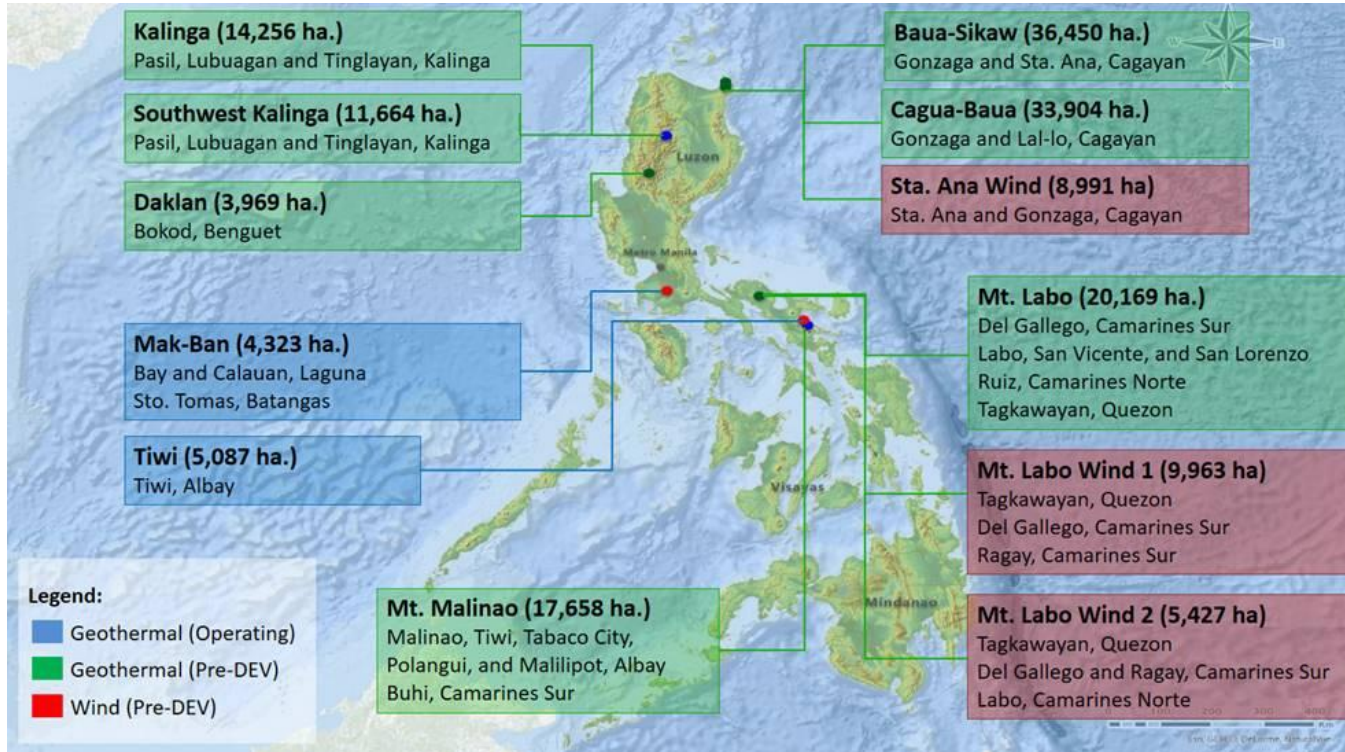 Kalinga (14,256 ha.)
Pasil, Lubuagan and Tinglayan, Kalinga
Southwest Kalinga (11,664 ha.)
Pasil, Lubuagan and Tinglayan, Kalinga
Daklan (3,969 ha.)
Bokod, Benguet
Mak-Ban (4,323 ha.)
Bay and Calauan, Laguna
Sto. Tomas, Batangas
Tiwi (5,087 ha.)
Tiwi, Albay
Legend:
Geothermal (Operating)
Geothermal (Pre-DEV)
Wind (Pre-DEV)
Mt. Malinao (17,658 ha.)
Malinao, Tiwi, Tabaco City,
Polangui, and Malilipot, Albay
Buhi, Camarines Sur
Luzon
Metro Manila
Visayas
Mindanao
Baua-Sikaw (36,450 ha.)
Gonzaga and Sta. Ana, Cagayan
Cagua-Baua (33,904 ha.)
Gonzaga and Lal-lo, Cagayan
Sta. Ana Wind (8,991 ha)
Sta. Ana and Gonzaga, Cagayan
Mt. Labo (20,169 ha.)
Del Gallego, Camarines Sur
Labo, San Vicente, and San Lorenzo
Ruiz, Camarines Norte
Tagkawayan, Quezon
Mt. Labo Wind 1 (9,963 ha)
Tagkawayan, Quezon
Del Gallego, Camarines Sur
Ragay, Camarines Sur
Mt. Labo Wind 2 (5,427 ha)
Tagkawayan, Quezon
Del Gallego and Ragay, Camarines Sur
Labo, Camarines Norte